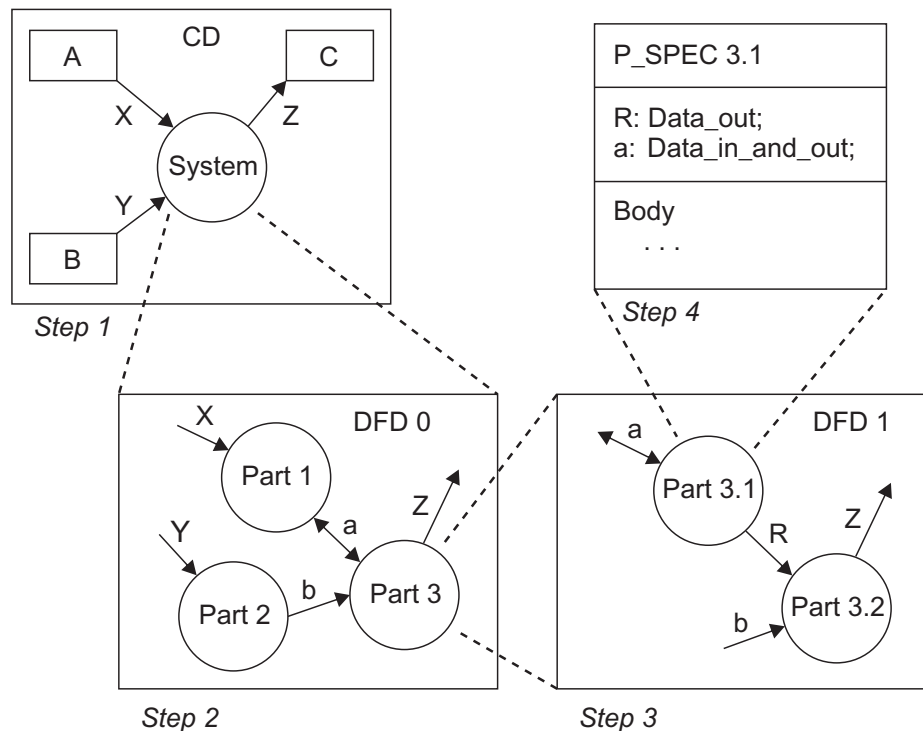 CD
A
C
X
Z
System
Y
B
Step 1
P_SPEC 3.1
R: Data_out;
a: Data_in_and_out;
Body
. . .
Step 4
DFD 0
X
Part 1
Z
a
Y
b
Part 2
Part 3
Step 2
DFD 1
a
Part 3.1
Z
R
Part 3.2
b
Step 3